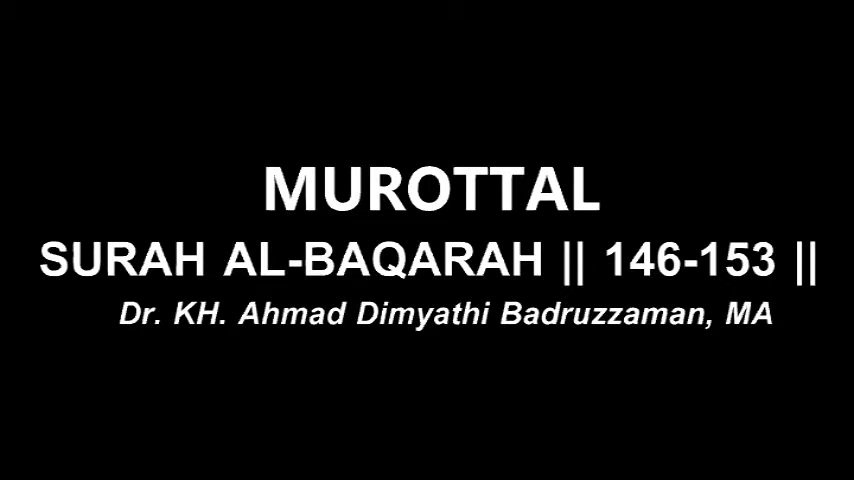 MUROTTAL
SURAH AL-BAQARAH || 146-153 ||
Dr. KH. Ahmad Dimyathi Badruzzaman, MA